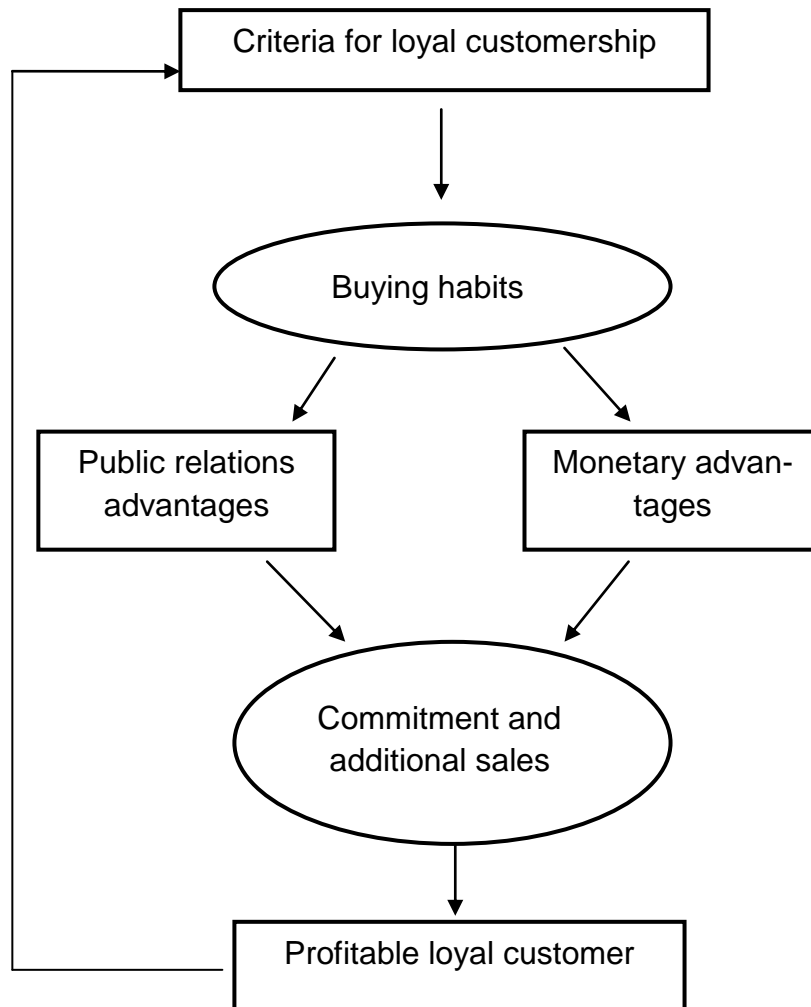 Criteria for loyal customership
Buying habits
Public relations
advantages
Monetary advan-
tages
Commitment and
additional sales
Profitable loyal customer